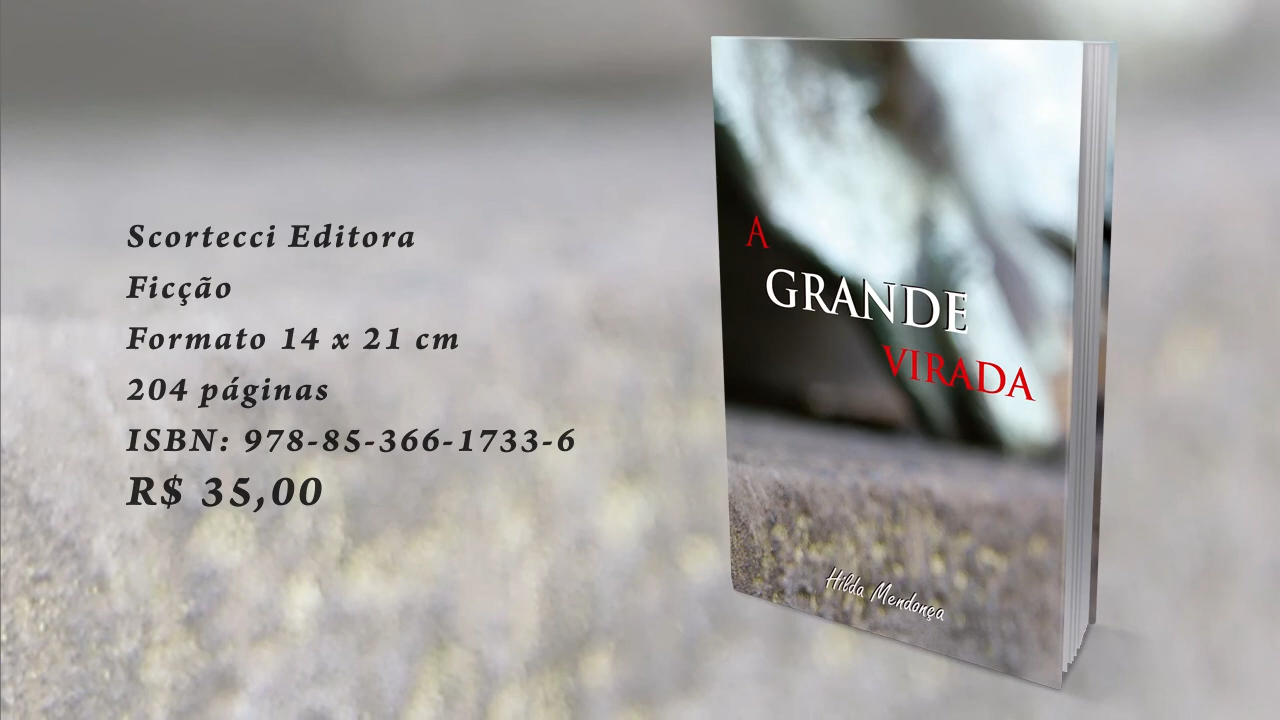 Scortecci Editora
Ficção
Formato 14 x 21 cm
204 páginas
ISBN: 978-85-366-1733-6
R$ 35,00
A
GRANDE
VIRADA
Hilda Mendonça